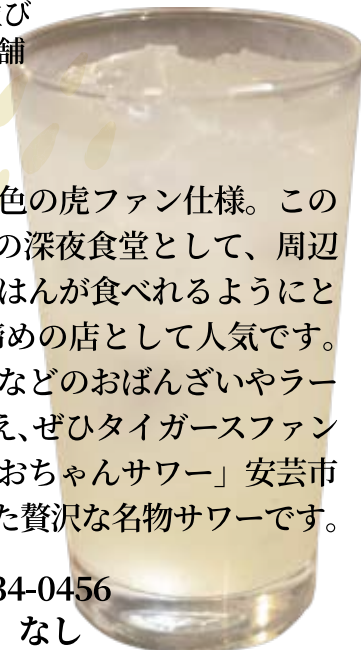 び
舗
色の虎ファン仕様。この
の深夜食堂として、周辺
はんが食べれるようにと
締めの店として人気です。
などのおばんざいやラー
え、ぜひタイガースファン
おちゃんサワー」安芸市
た贅沢な名物サワーです。
34-0456
なし